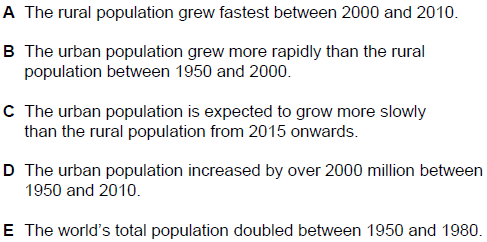 A The rural population grew fastest between 2000 and 2010.
B The urban population grew more rapidly than the rural
population between 1950 and 2000.
C The urban population is expected to grow more slowly
than the rural population from 2015 onwards.
D The urban population increased by over 2000 million between
1950 and 2010.
E The world's total population doubled between 1950 and 1980.